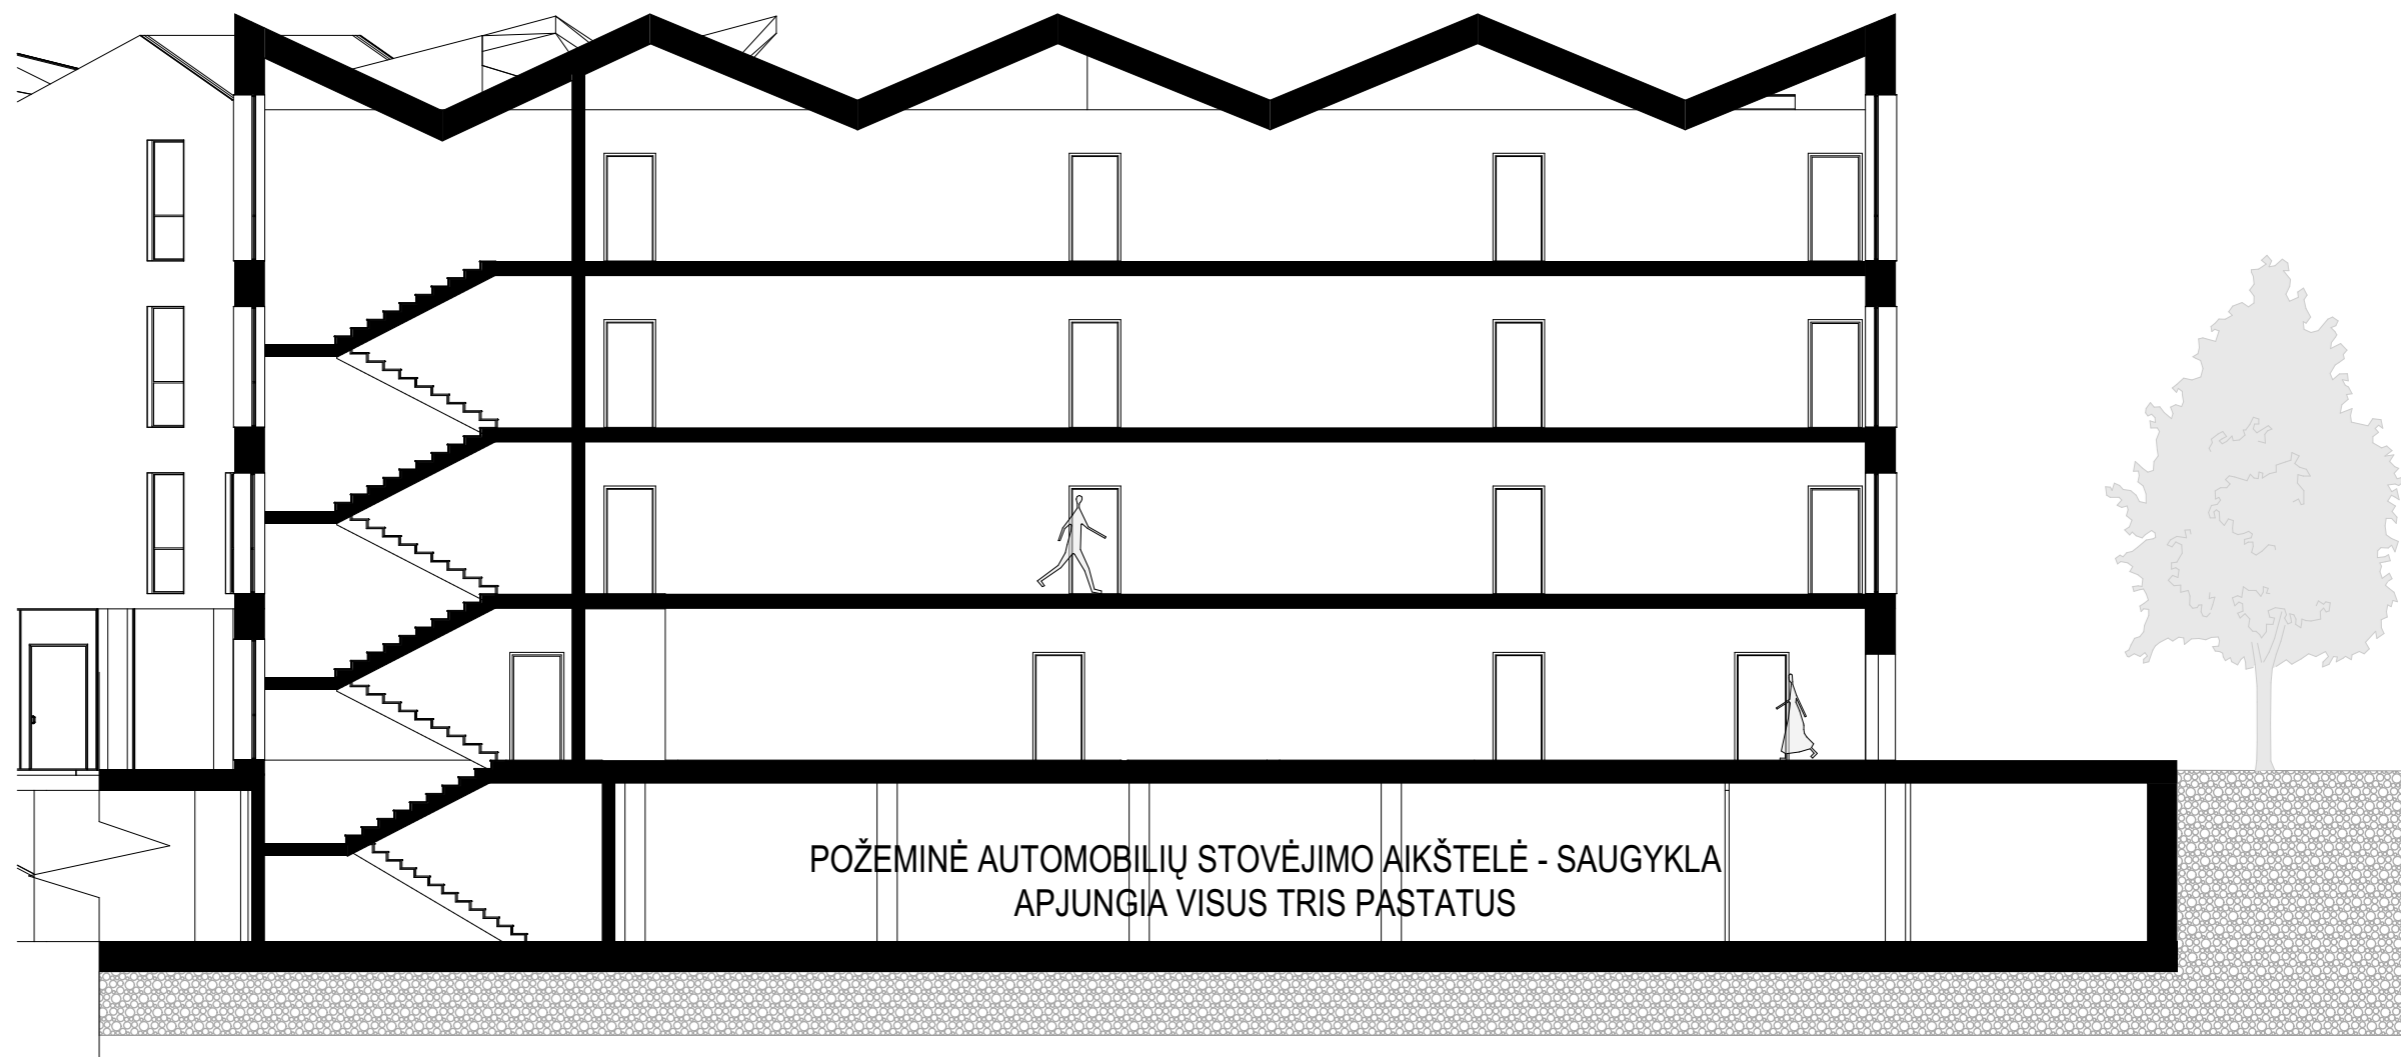 POŽEMINĖ AUTOMOBILIŲ STOVĖJIMO AIKŠTELĖ - SAUGYKLA
APJUNGIA VISUS TRIS PASTATUS